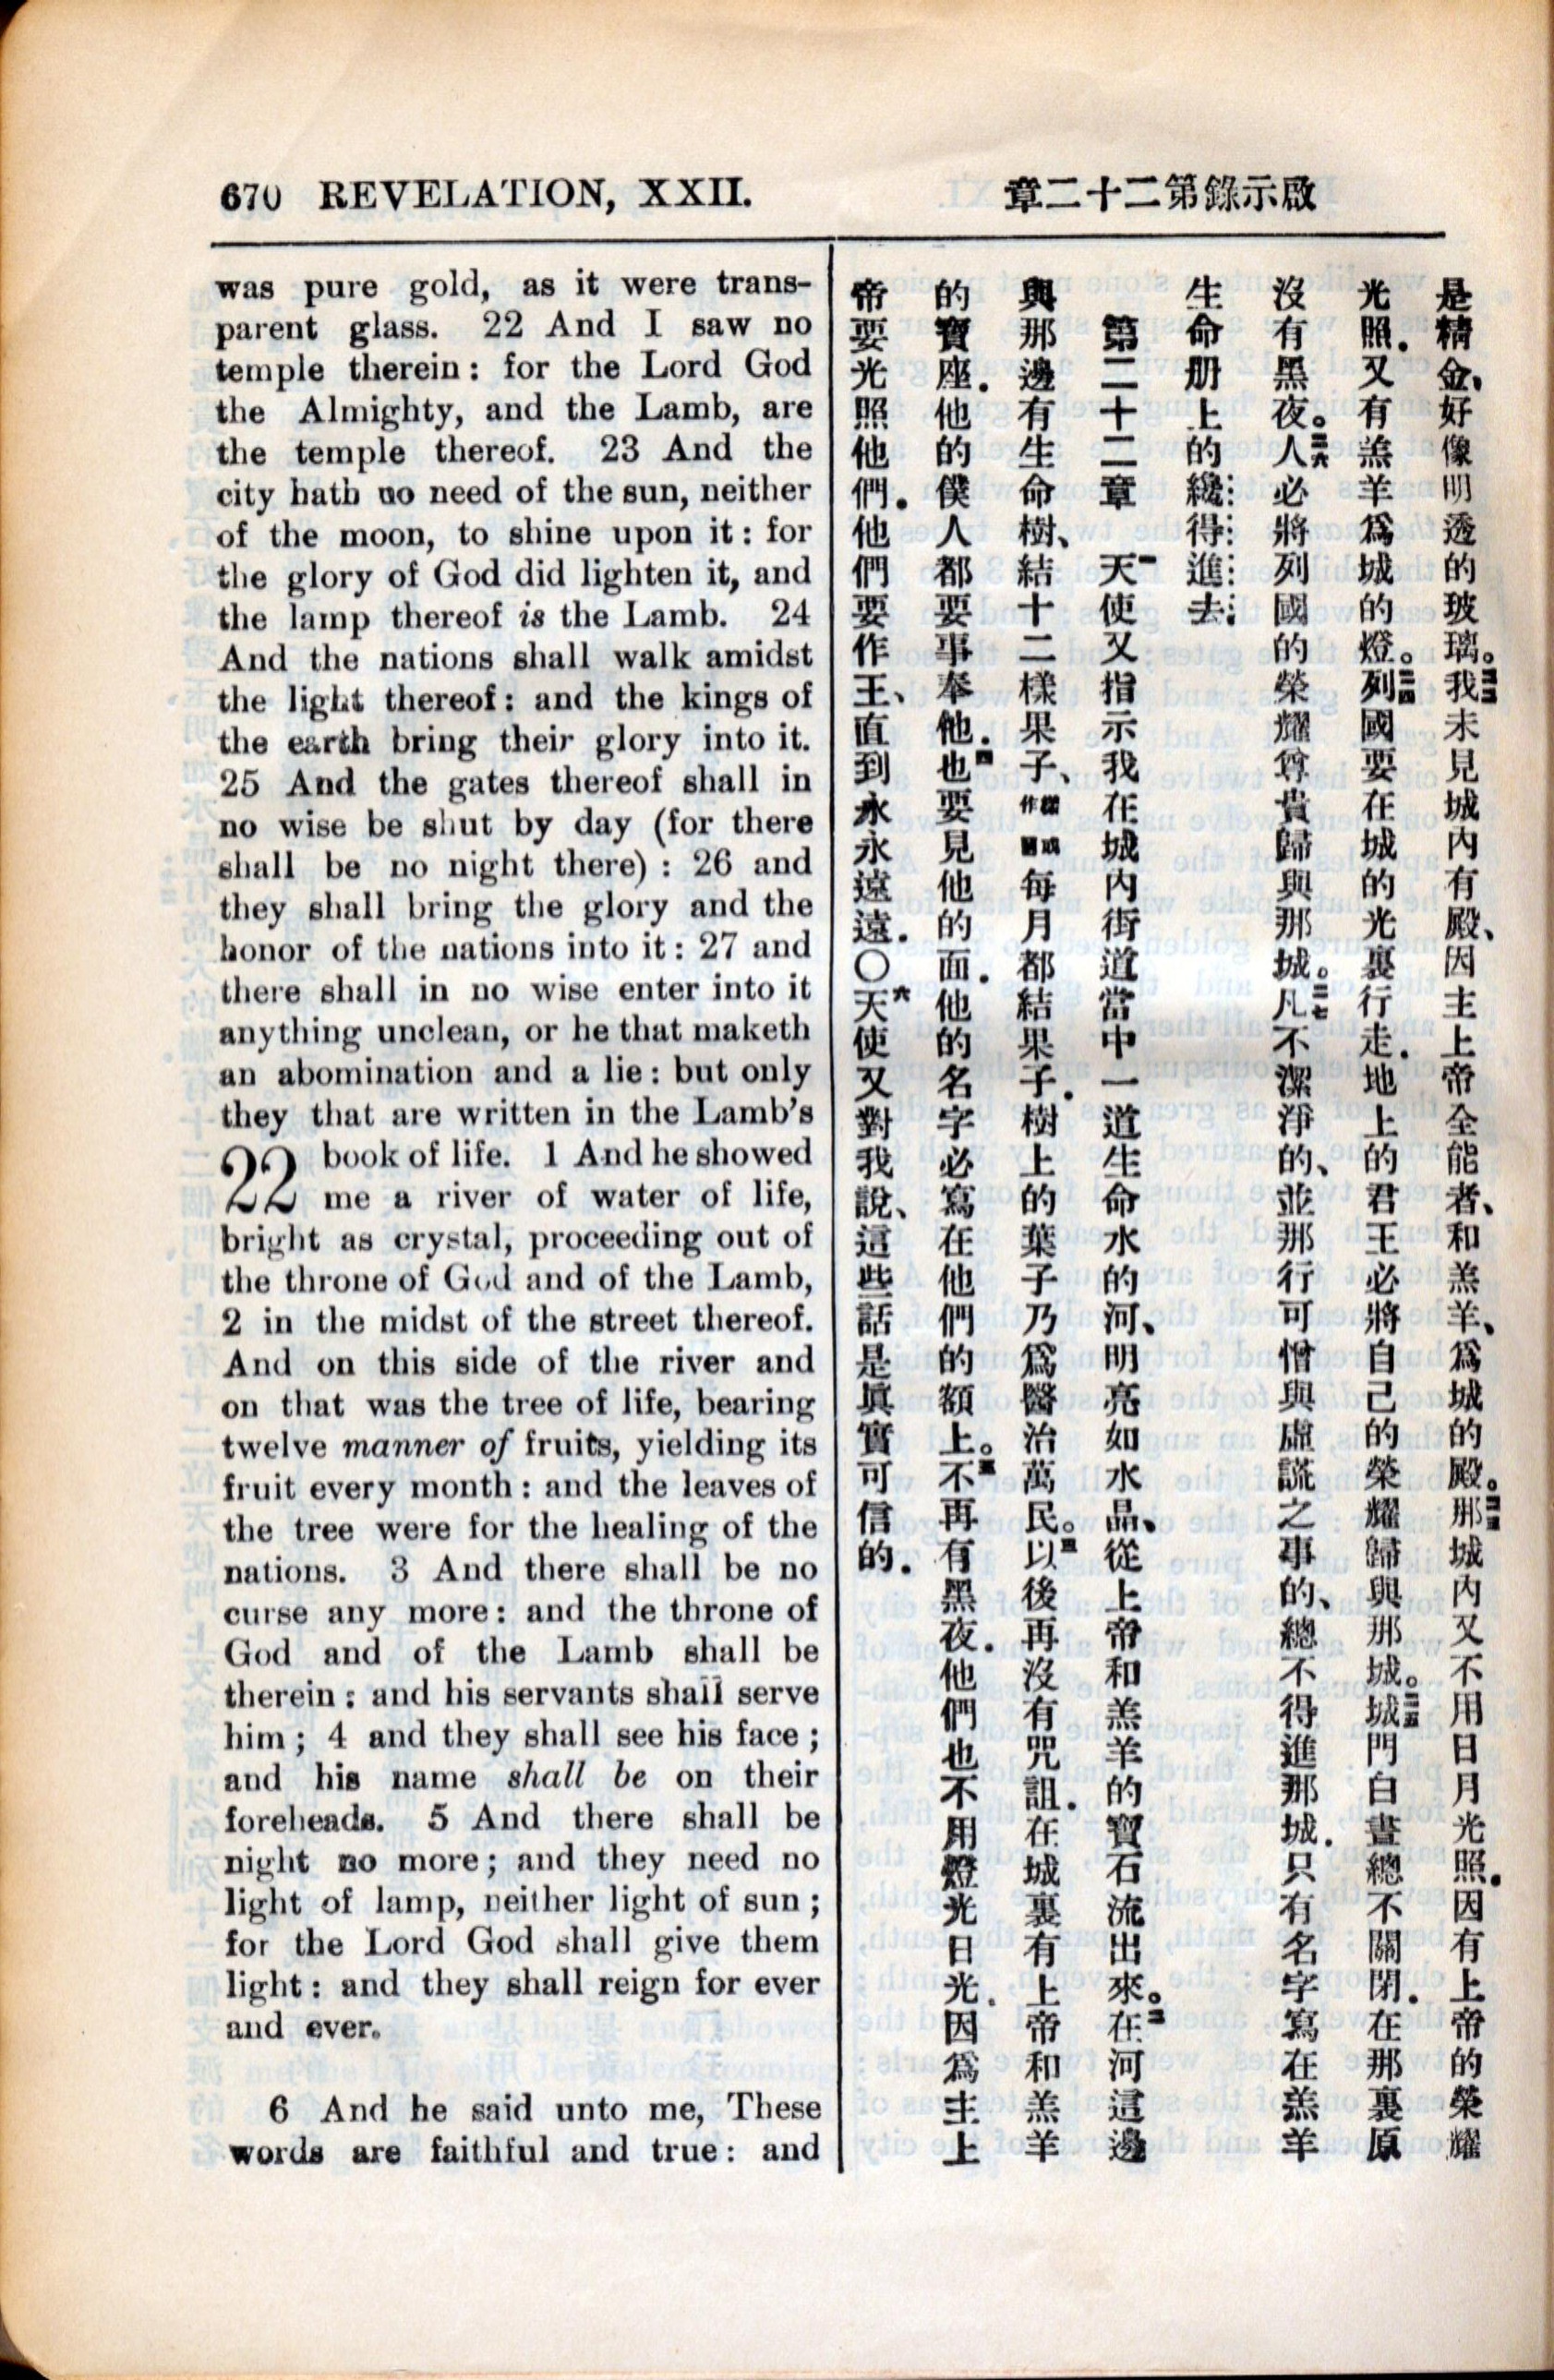 670 REVELATION, XXII.
章二十二第錄示啟
was pure gold, as it were trans-
parent glass. 22 And I saw no
temple therein: for the Lord God
the Almighty, and the Lamb, are
the temple thereof. 23 And the
city hath no need of the sun, neither
of the moon, to shine upon it: for
the glory of God did lighten it, and
the lamp thereof is the Lamb. 24
And the nations shall walk amidst
the light thereof: and the kings of
the earth bring their glory into it.
25 And the gates thereof shall in
no wise be shut by day (for there
shall be no night there): 26 and
they shall bring the glory and the
honor of the nations into it: 27 and
there shall in no wise enter into it
anything unclean, or he that maketh
an abomination and a lie: but only
they that are written in the Lamb's
22 book of life. 1 And he showed
me a river of water of life,
bright as crystal, proceeding out of
the throne of God and of the Lamb,
2 in the midst of the street thereof.
And on this side of the river and
on that was the tree of life, bearing
twelve manner of fruits, yielding its
fruit every month: and the leaves of
the tree were for the healing of the
nations. 3 And there shall be no
curse any more: and the throne of
God and of the Lamb shall be
therein: and his servants shall serve
him; 4 and they shall see his face;
and his name shall be on their
foreheads. 5 And there shall be
night no more; and they need no
light of lamp, neither light of sun;
for the Lord God shall give them
light: and they shall reign for ever
and ever.
6 And he said unto me, These
words are faithful and true: and
是精金、好像明透的玻璃。二二我未見城內有殿、因主上帝全能者、和羔羊、爲城的殿。二三那城內又不用日月光照．因有上帝的榮耀
光照．又有羔羊爲城的燈。二四列國要在城的光裏行走．地上的君王必將自己的榮耀歸與那城。二五城門白晝總不關閉．在那裏原
沒有黑夜。二六人必將列國的榮耀尊貴歸與那城。二七凡不潔淨的、並那行可憎與虛謊之事的、總不得進那城．只有名字寫在羔羊
生命册上的纔得進去
第二十二章 一天使又指示我在城內街道當中一道生命水的河、明亮如水晶、從上帝和羔羊的寶石流出來。二在河這邊
與那邊有生命樹、結十二樣果子、每月都結果子．樹上的葉子乃爲醫治萬民。三以後再沒有咒詛．在城裏有上帝和羔羊
的寶座．他的僕人都要事奉他．四也要見他的面．他的名字必寫在他們的額上。五不再有黑夜．他們也不用燈光日光．因爲主上
帝要光照他們．他們要作王、直到永永遠遠．〇六天使又對我說、這些話是眞實可信的．